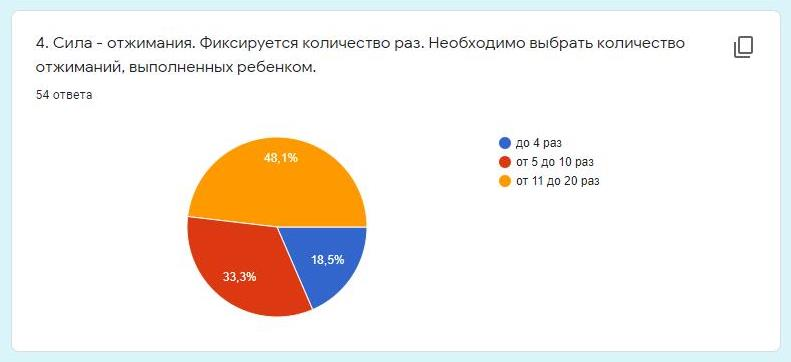 4. Сила - отжимания. Фиксируется количество раз. Необходимо выбрать количество
отжиманий, выполненных ребенком.
54 ответа
48,1%
18,5%
33,3%
до 4 раз
от 5 до 10 раз
от 11 до 20 раз